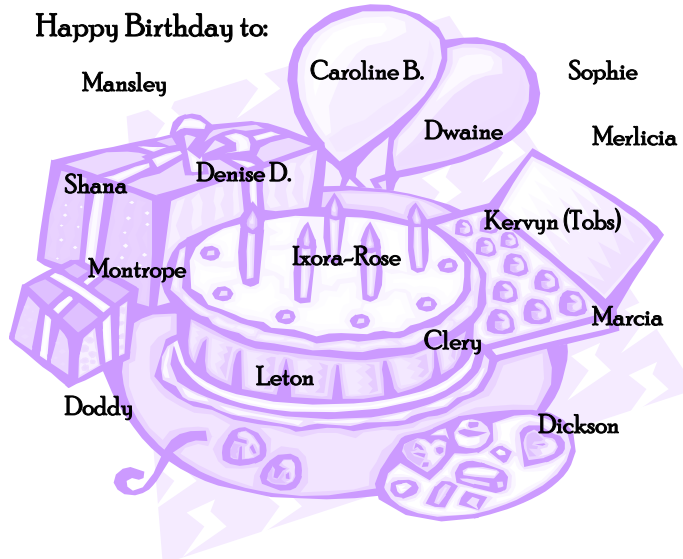 Happy Birthday to:
Caroline B.
Sophie
Mansley
Dwaine
Merlicia
Denise D.
Shana
Kervyn (Tobs)
Ixora-Rose
Montrope
Marcia
Clery
Leton
Doddy
Dickson